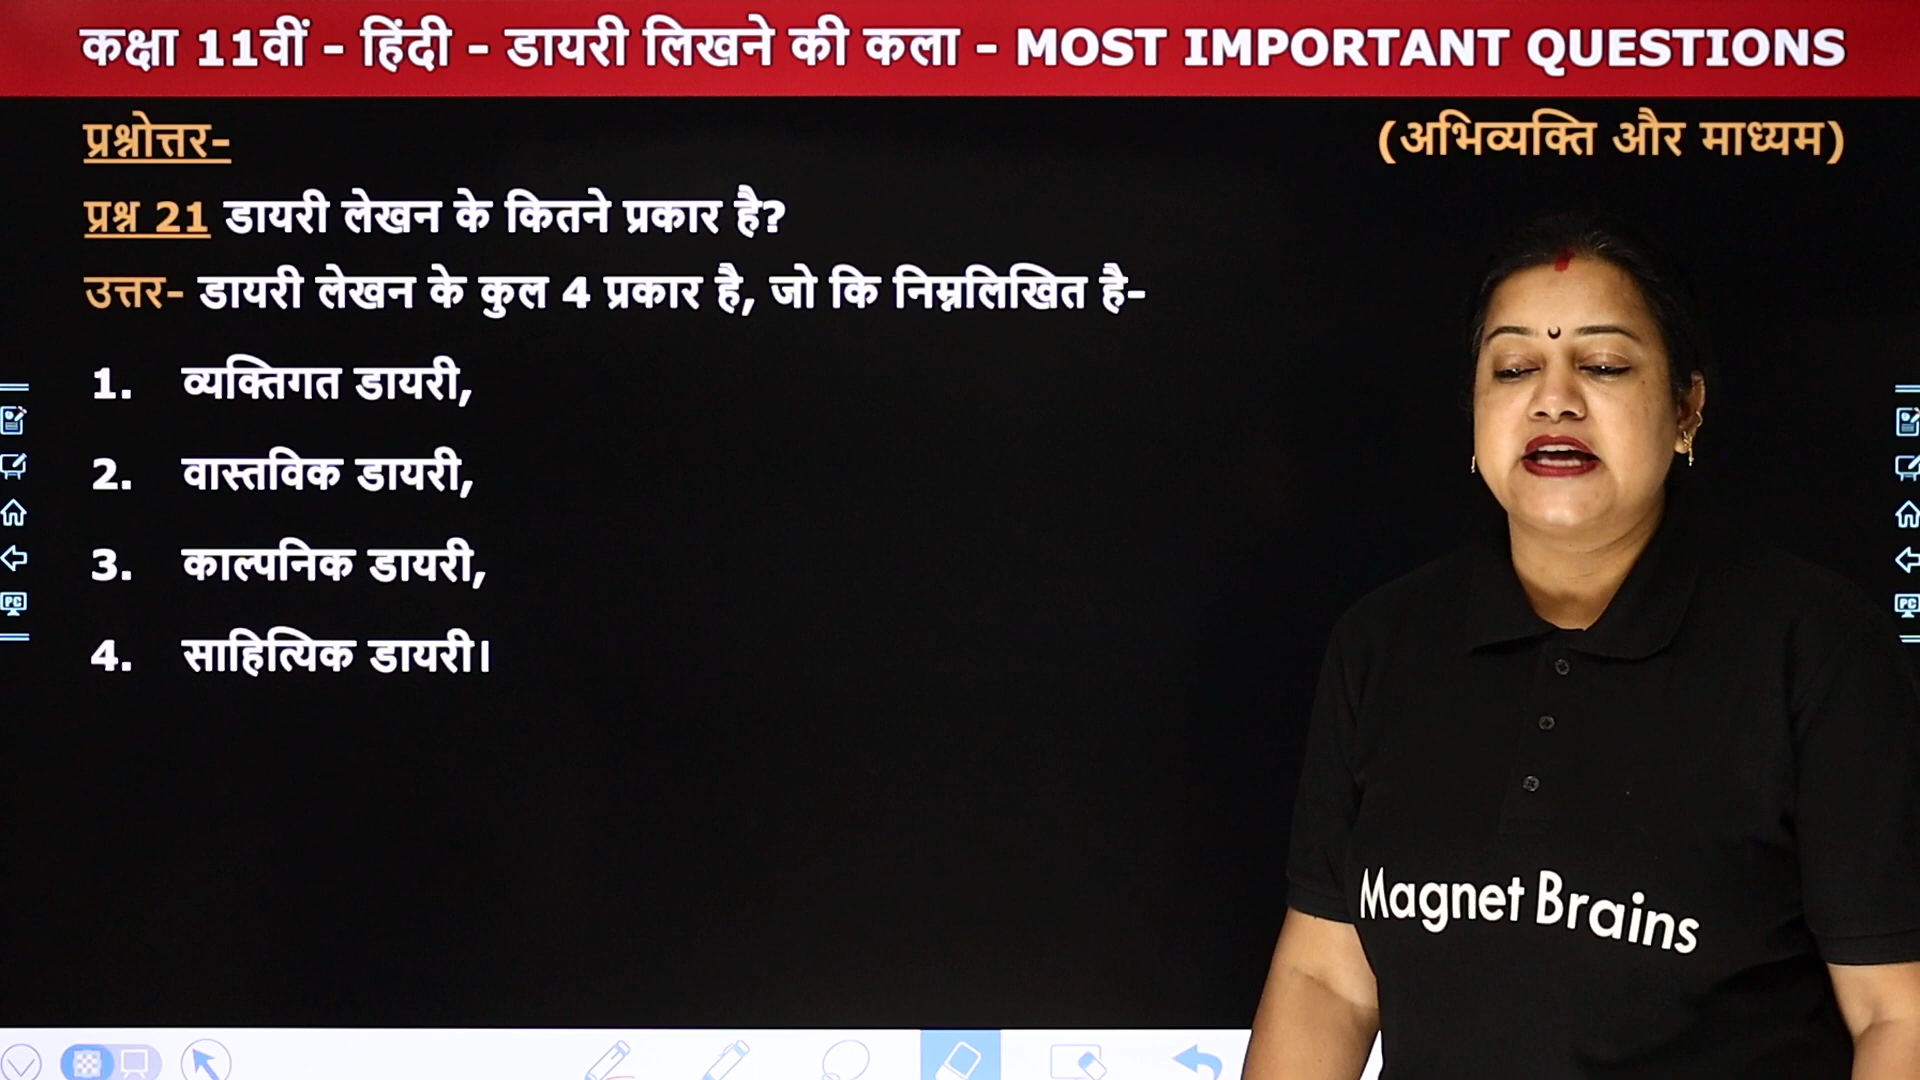 कक्षा 11वीं - हिंदी - डायरी लिखने की कला - MOST IMPORTANT QUESTIONS
प्रश्नोत्तर-
(अभिव्यक्ति और माध्यम)
प्रश्न 21 डायरी लेखन के कितने प्रकार है?
उत्तर- डायरी लेखन के कुल 4 प्रकार है, जो कि निम्नलिखित है-
1. व्यक्तिगत डायरी,
2. वास्तविक डायरी,
3. काल्पनिक डायरी,
4. साहित्यिक डायरी।
PC
PC
Magnet Brains